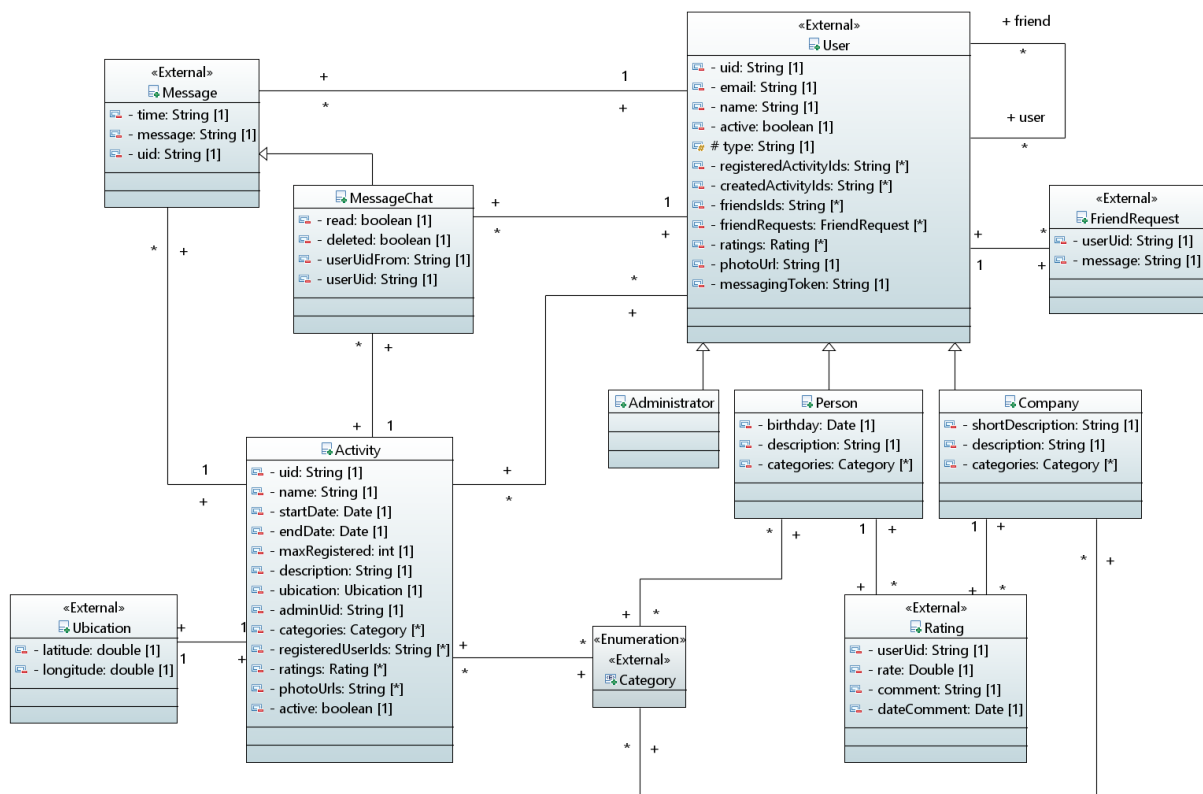 «External»
User
- uid: String [1]
- email: String [1]
- name: String [1]
- active: boolean [1]
# type: String [1]
- registeredActivityIds: String [*]
- createdActivityIds: String [*]
- friendsIds: String [*]
- friendRequests: FriendRequest [*]
- ratings: Rating [*]
- photoUrl: String [1]
- messagingToken: String [1]
+ friend
*
+ user
*
«External»
Message
- time: String [1]
- message: String [1]
- uid: String [1]
+
*
1
+
MessageChat
- read: boolean [1]
- deleted: boolean [1]
- userUidFrom: String [1]
- userUid: String [1]
+
*
1
+
«External»
FriendRequest
- userUid: String [1]
- message: String [1]
+
1
*
+
*
+
*
+
*
+
1
+
1
+
+
*
Administrator
Person
- birthday: Date [1]
- description: String [1]
- categories: Category [*]
Company
- shortDescription: String [1]
- description: String [1]
- categories: Category [*]
Activity
- uid: String [1]
- name: String [1]
- startDate: Date [1]
- endDate: Date [1]
- maxRegistered: int [1]
- description: String [1]
- ubication: Ubication [1]
- adminUid: String [1]
- categories: Category [*]
- registeredUserIds: String [*]
- ratings: Rating [*]
- photoUrls: String [*]
- active: boolean [1]
*
+
1
+
1
+
*
+
«External»
Ubication
- latitude: double [1]
- longitude: double [1]
+
1
1
+
+
*
*
+
+
*
«Enumeration»
«External»
Category
+
*
+
*
«External»
Rating
- userUid: String [1]
- rate: Double [1]
- comment: String [1]
- dateComment: Date [1]
*
+